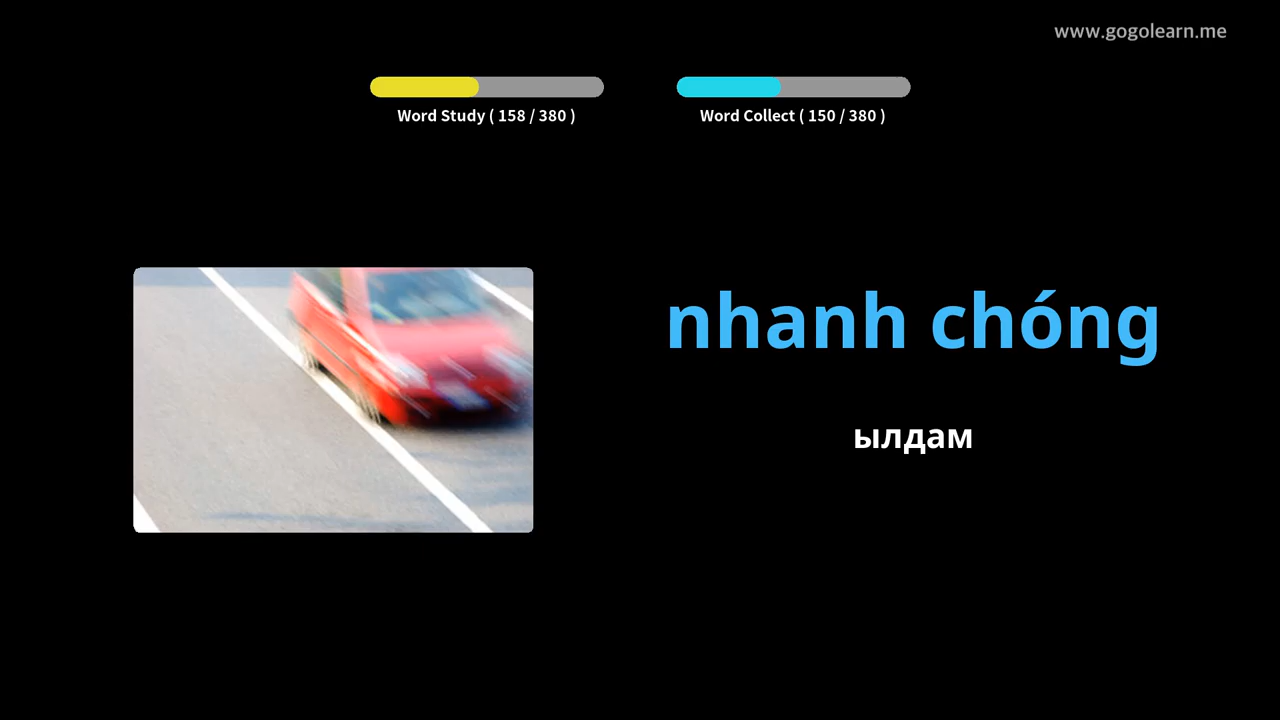 www.gogolearn.me
Word Study ( 158 / 380 )
Word Collect ( 150 / 380 )
nhanh chóng
ылдам